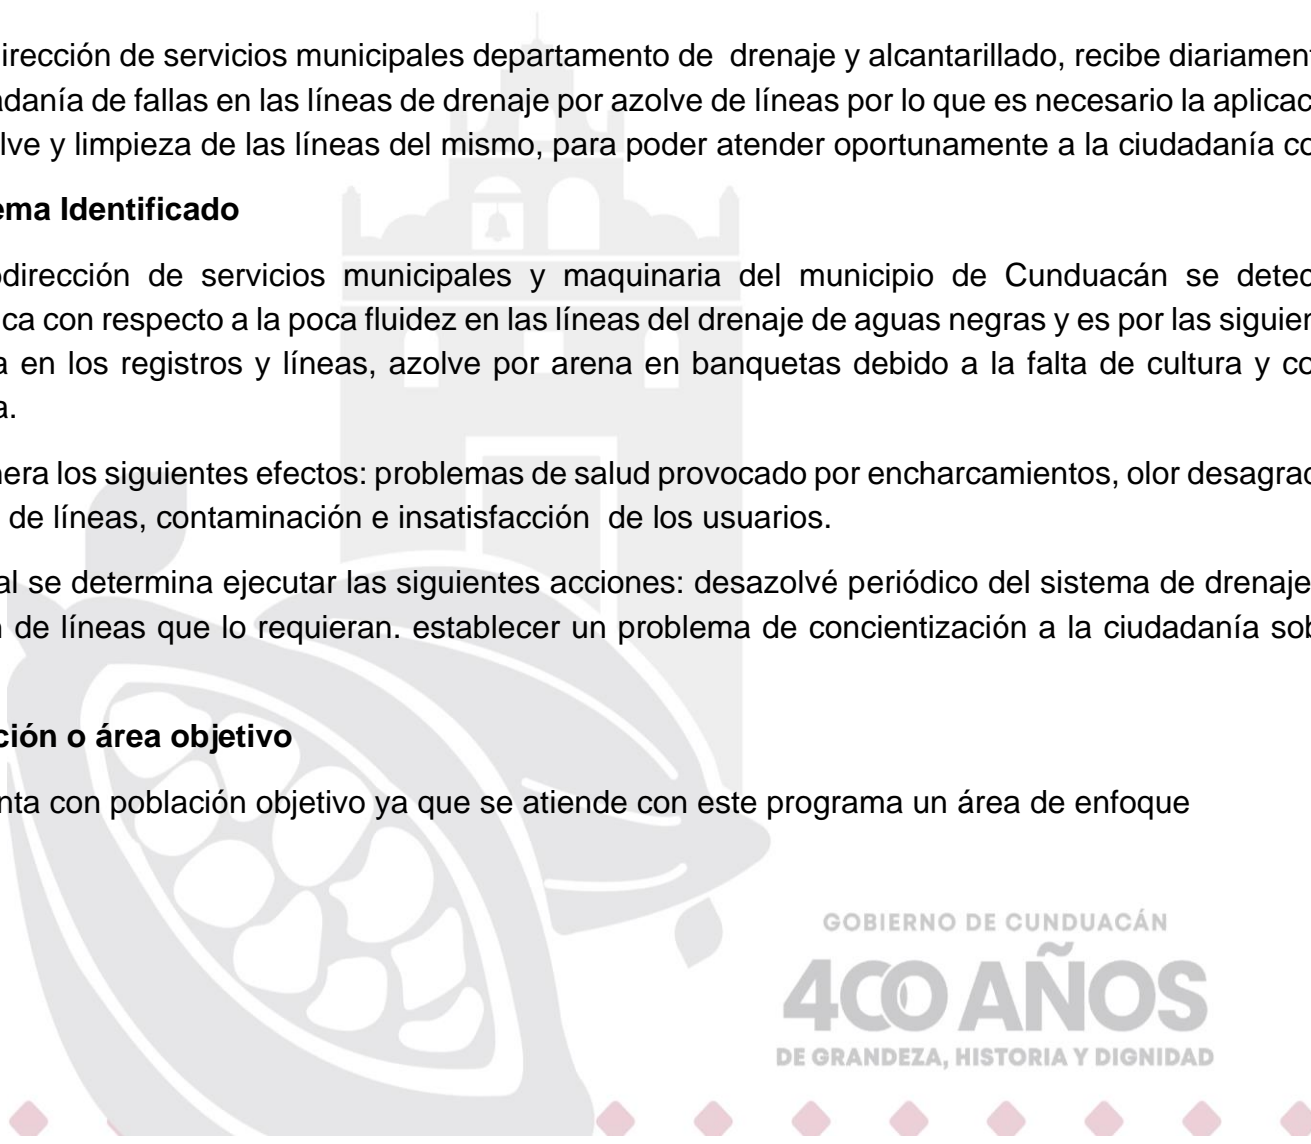 irección de servicios municipales departamento de drenaje y alcantarillado, recibe diariament
adanía de fallas en las líneas de drenaje por azolve de líneas por lo que es necesario la aplicac
lve y limpieza de las líneas del mismo, para poder atender oportunamente a la ciudadanía co
ema Identificado
dirección de servicios municipales y maquinaria del municipio de Cunduacán se detec
ica con respecto a la poca fluidez en las líneas del drenaje de aguas negras y es por las siguien
a en los registros y líneas, azolve por arena en banquetas debido a la falta de cultura y co
a.
nera los siguientes efectos: problemas de salud provocado por encharcamientos, olor desagrad
de líneas, contaminación e insatisfacción de los usuarios.
al se determina ejecutar las siguientes acciones: desazolvé periódico del sistema de drenaje
n de líneas que lo requieran. establecer un problema de concientización a la ciudadanía sob
ción o área objetivo
nta con población objetivo ya que se atiende con este programa un área de enfoque
GOBIERNO DE CUNDUACÁN
400 AÑOS
DE GRANDEZA, HISTORIA Y DIGNIDAD